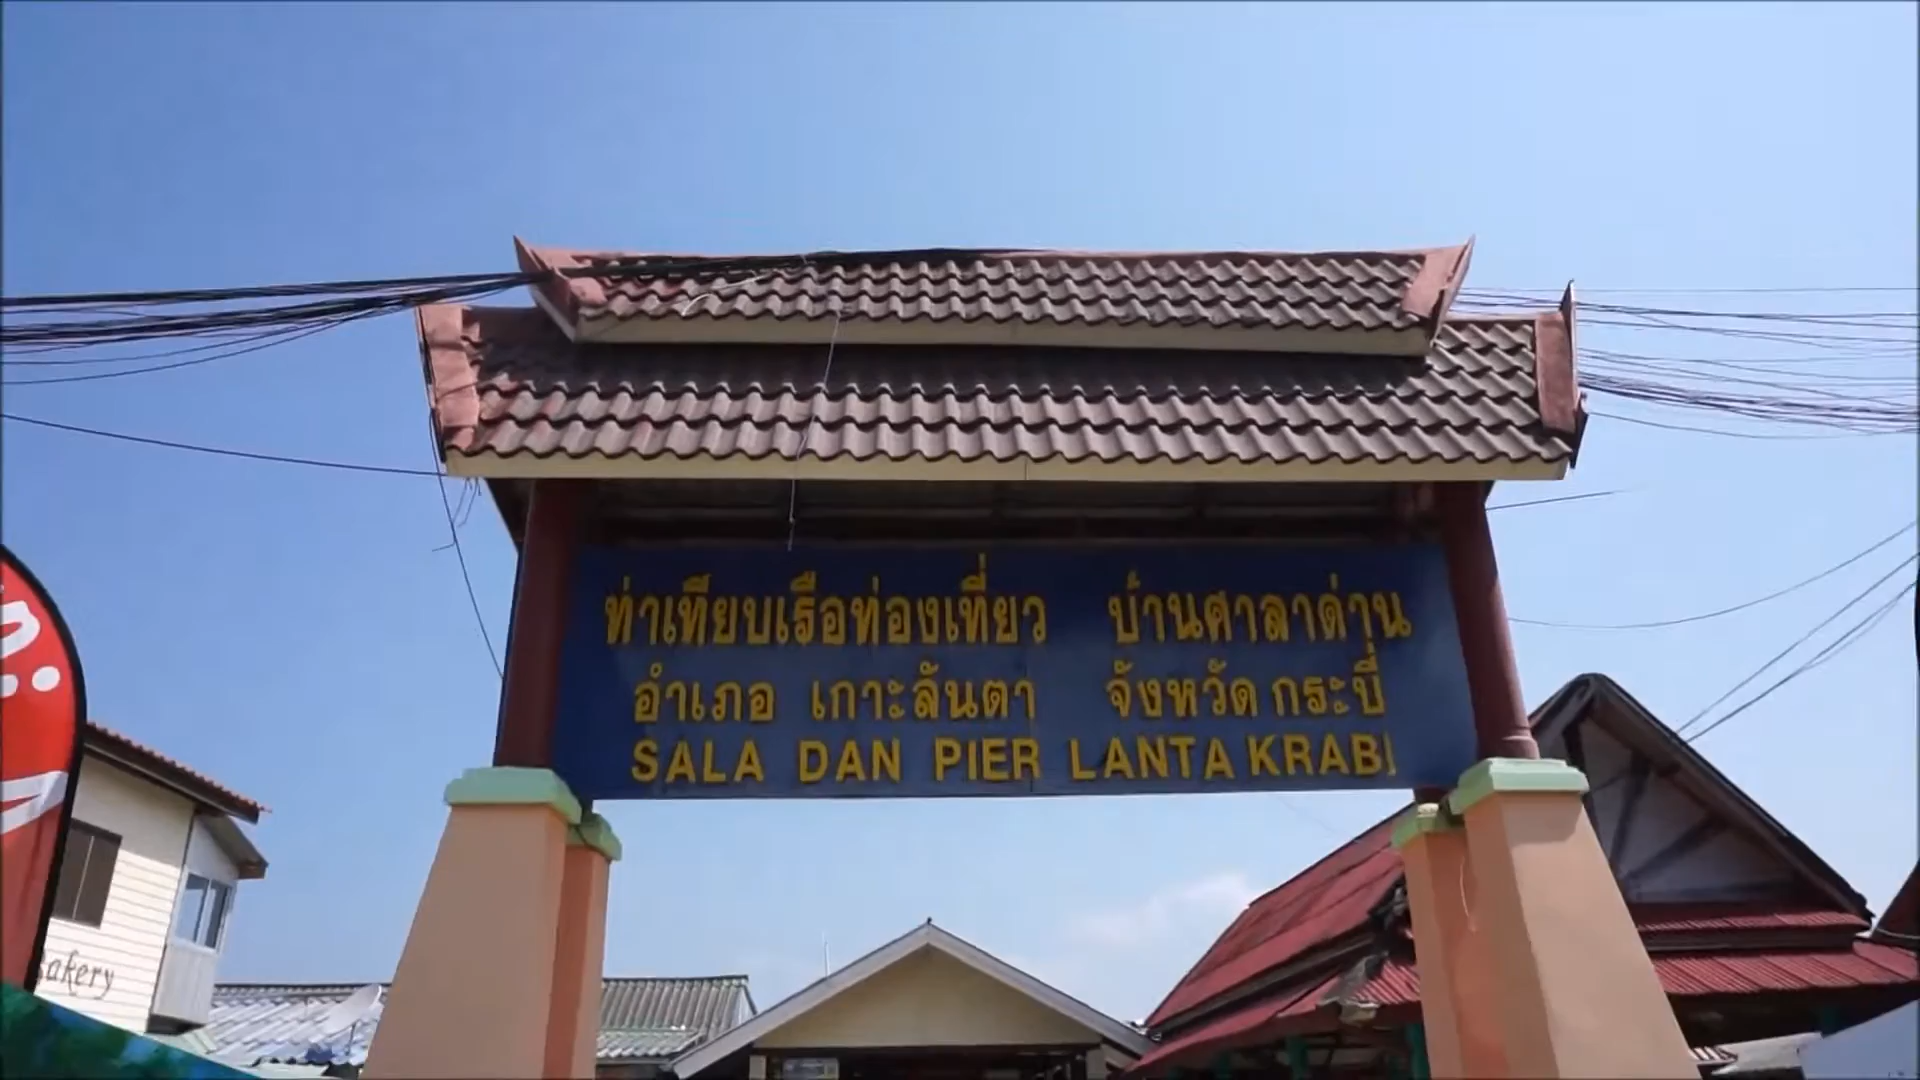 ท่าเทียบเรือท่องเที่ยว บ้านศาลาด่าน
อำเภอ เกาะลันตา จังหวัด กระบี่
SALA DAN PIER LANTA KRABI
akery